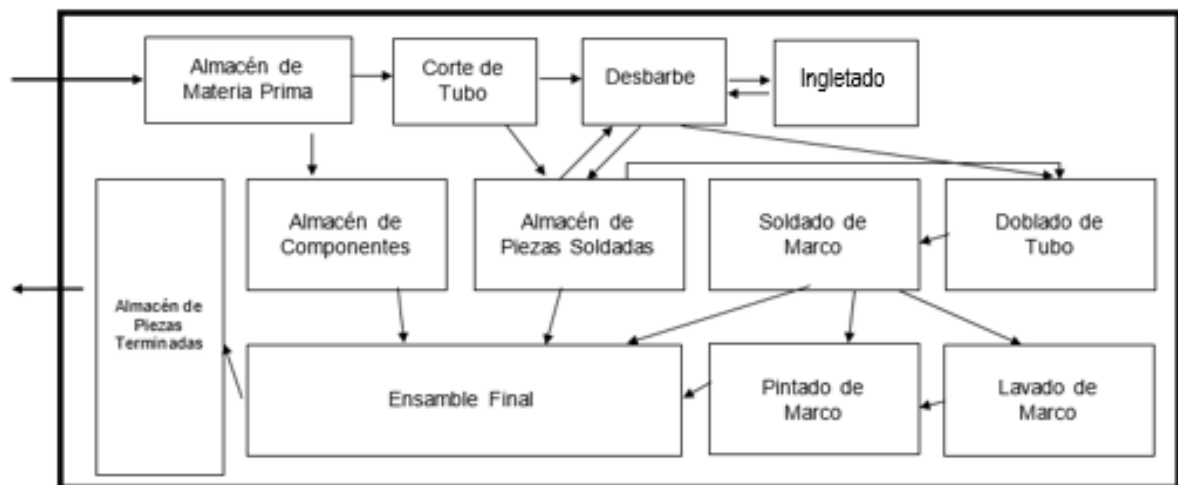 Almacén de
Materia Prima
Corte de
Tubo
Desbarbe
Ingletado
Almacén de
Componentes
Almacén de
Piezas Soldadas
Soldado de
Marco
Doblado de
Tubo
Almacén de
Piezas
Terminadas
Ensamble Final
Pintado de
Marco
Lavado de
Marco